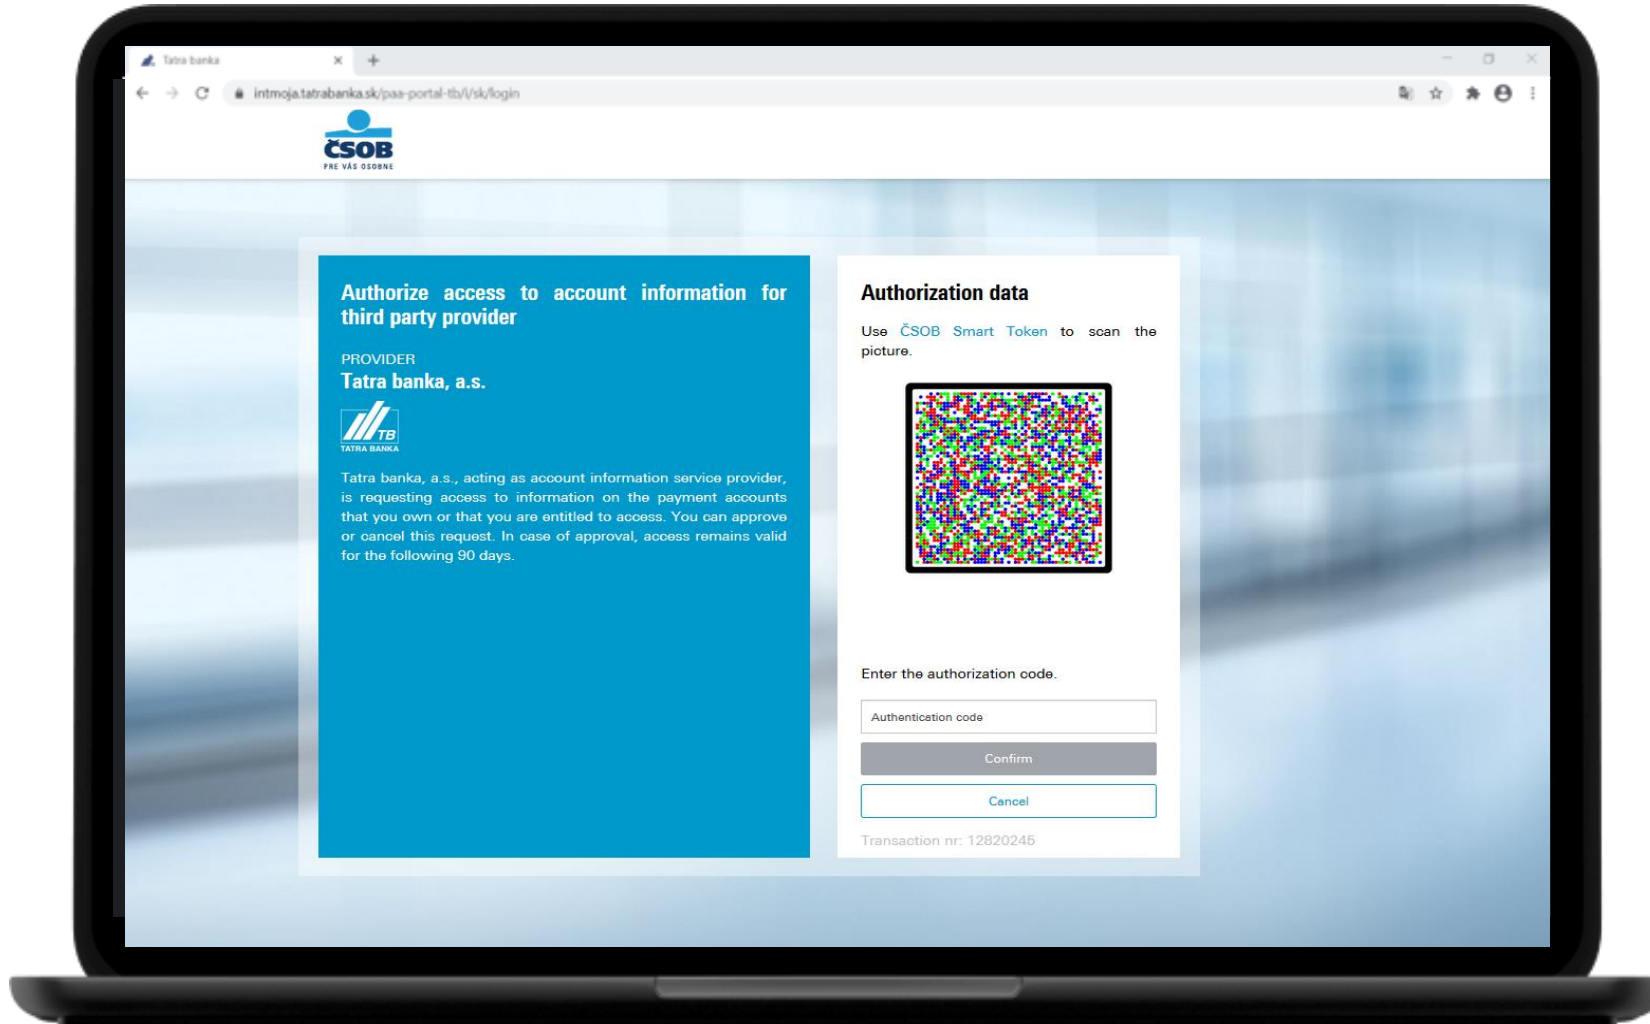 Tatra banka
intmoja.tatrabanka.sk/paa-portal-tb/l/sk/login
ČSOB
PRE VÁS OSOBNE
Authorize access to account information for
third party provider
PROVIDER
Tatra banka, a.s.
TB
TATRA BANKA
Tatra banka, a.s., acting as account information service provider,
is requesting access to information on the payment accounts
that you own or that you are entitled to access. You can approve
or cancel this request. In case of approval, access remains valid
for the following 90 days.
Authorization data
Use ČSOB Smart Token to scan the
picture.
Enter the authorization code.
Authentication code
Confirm
Cancel
Transaction nr: 12820245